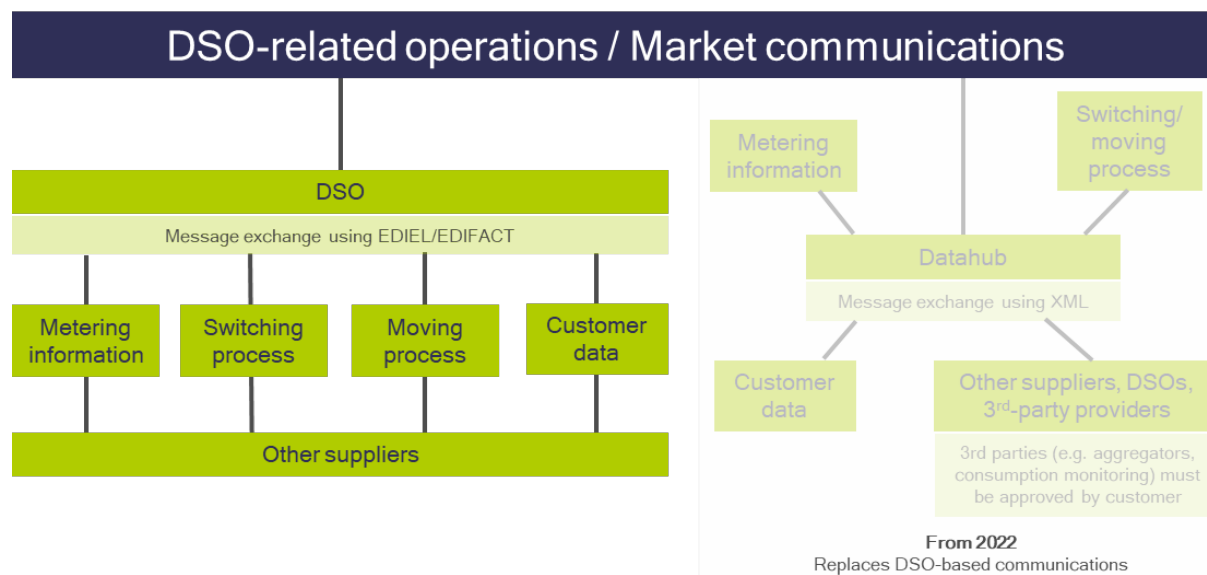 DSO-related operations / Market communications
DSO
Message exchange using EDIEL/EDIFACT
Metering
information
Switching
process
Moving
process
Customer
data
Other suppliers
Metering
information
Switching/
moving
process
Datahub
Message exchange using XML
Customer
data
Other suppliers, DSOs,
3rd-party providers
3rd parties (e.g. aggregators,
consumption monitoring) must
be approved by customer
From 2022
Replaces DSO-based communications